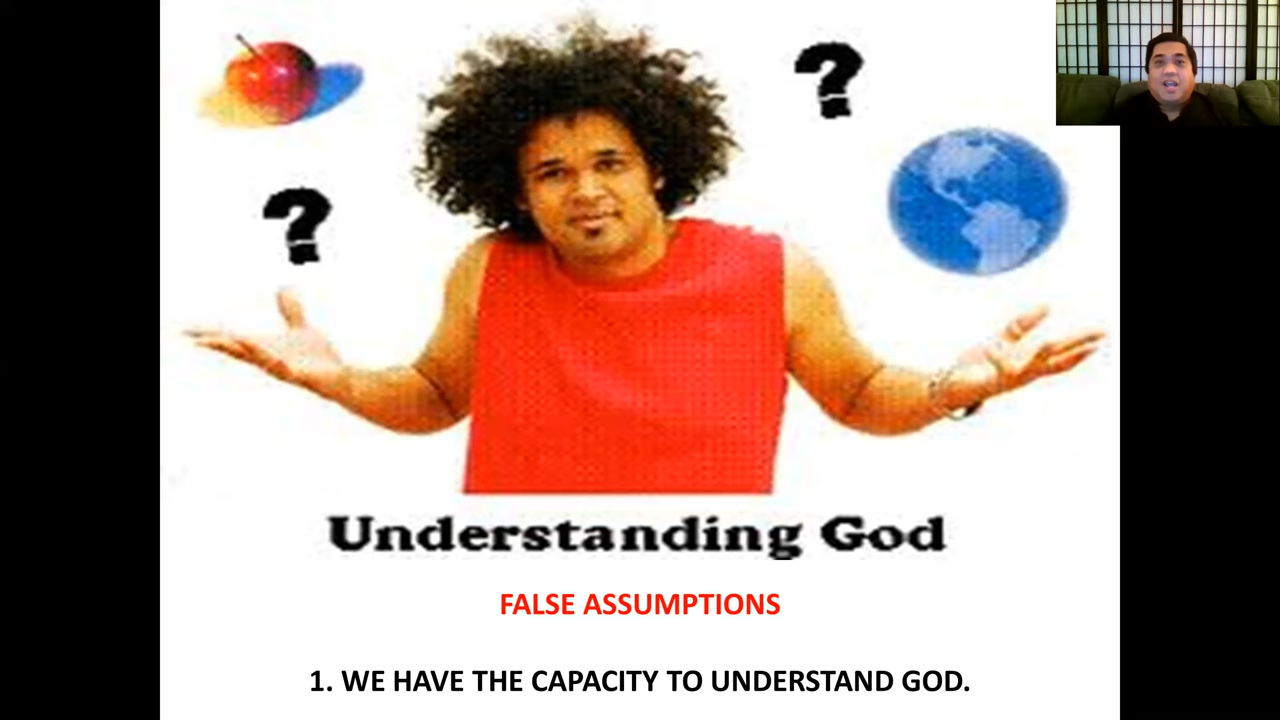 ?
?
Understanding God
FALSE ASSUMPTIONS
1. WE HAVE THE CAPACITY TO UNDERSTAND GOD.